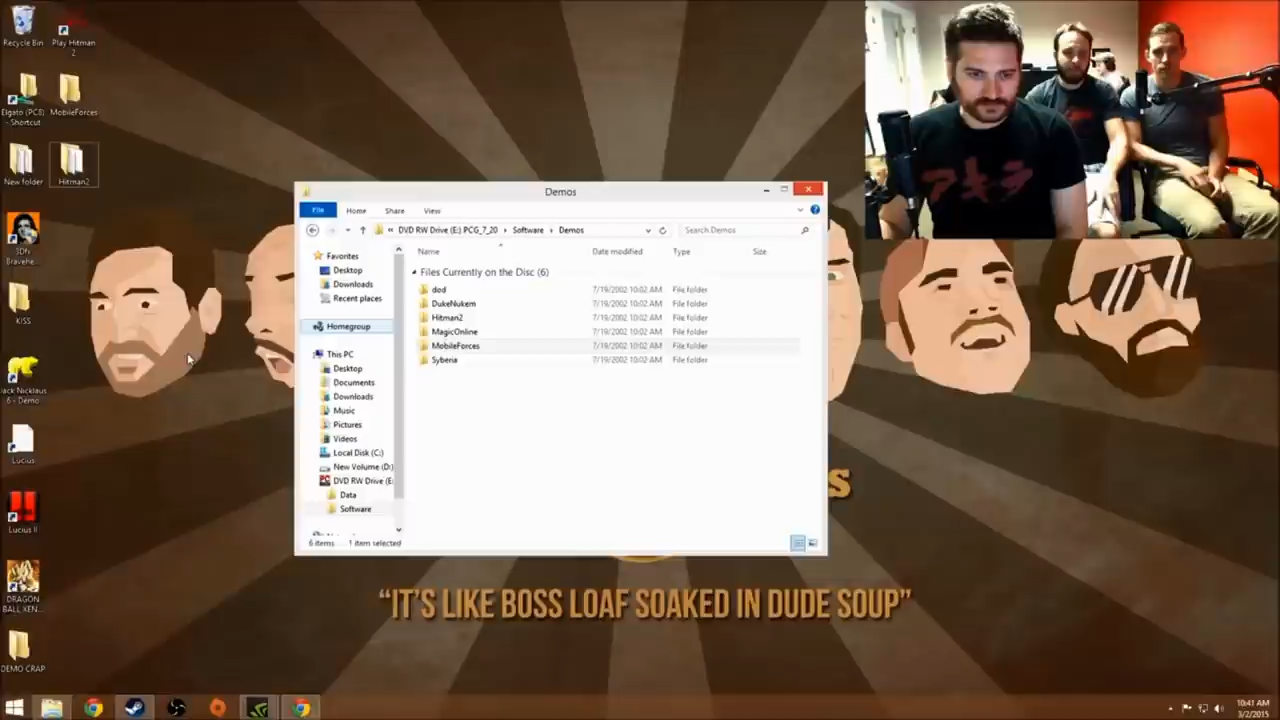 Recycle Bin
Play Hitman
2
Elgato (PC8)
- Shortcut
MobileForces
New folder
Hitman2
3DN
Bravehe...
KISS
Jack Nicklaus
6 - Demo
Lucius
Lucius II
DRAGON
BALL XEN...
DEMO CRAP
Demos
File
Home
Share
View
« DVD RW Drive (E:) PCG_7_20 › Software › Demos
Search Demos
Name
Date modified
Type
Size
Files Currently on the Disc (6)
dod 7/19/2002 10:02 AM File folder
DukeNukem 7/19/2002 10:02 AM File folder
Hitman2 7/19/2002 10:02 AM File folder
MagicOnline 7/19/2002 10:02 AM File folder
MobileForces 7/19/2002 10:02 AM File folder
Syberia 7/19/2002 10:02 AM File folder
Favorites
Desktop
Downloads
Recent places
Homegroup
This PC
Desktop
Documents
Downloads
Music
Pictures
Videos
Local Disk (C:)
New Volume (D:)
DVD RW Drive (E
Data
Software
6 items
1 item selected
アキラ
S
“IT'S LIKE BOSS LOAF SOAKED IN DUDE SOUP”
10:41 AM
3/2/2015